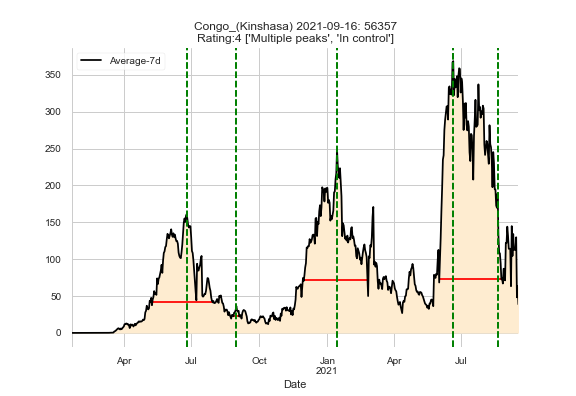 Congo_(Kinshasa) 2021-09-16: 56357
Rating:4 ['Multiple peaks', 'In control']
Average-7d
350
300
250
200
150
100
50
0
Apr
Jul
Oct
Jan
2021
Apr
Jul
Date